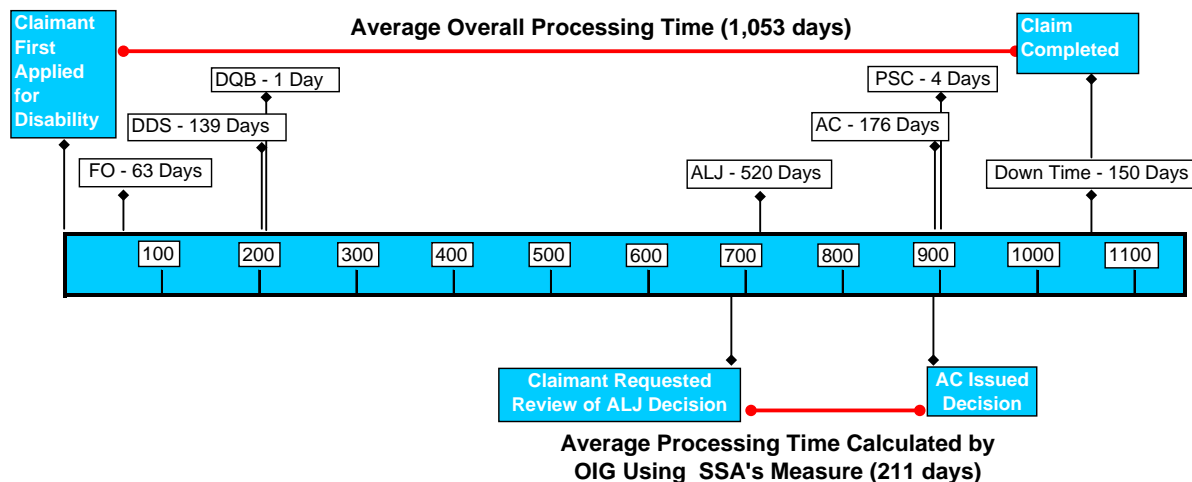 Claimant
First
Applied
for
Disability
Average Overall Processing Time (1,053 days)
Claim
Completed
DQB - 1 Day
PSC - 4 Days
DDS - 139 Days
AC - 176 Days
FO - 63 Days
ALJ - 520 Days
Down Time - 150 Days
100
200
300
400
500
600
700
800
900
1000
1100
Claimant Requested
Review of ALJ Decision
AC Issued
Decision
Average Processing Time Calculated by
OIG Using SSA's Measure (211 days)